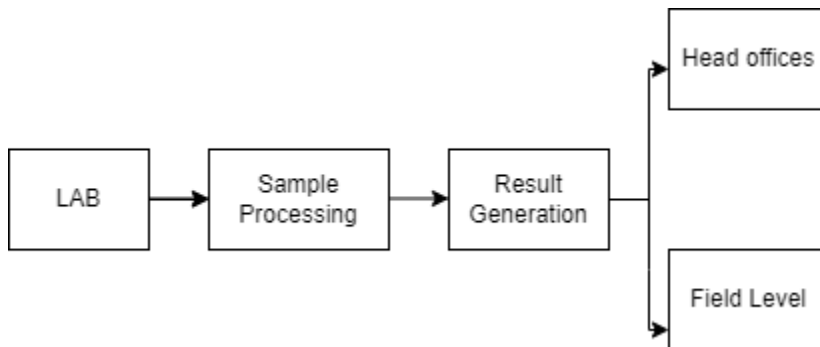 Head offices
LAB
Sample
Processing
Result
Generation
Field Level